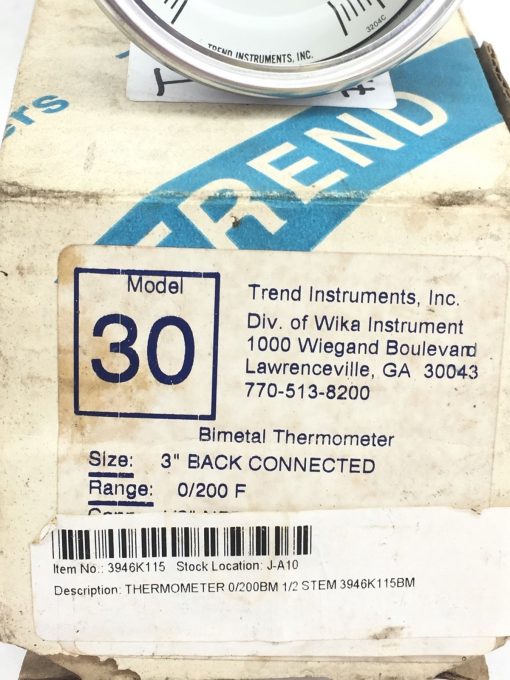 3204C
TREND INSTRUMENTS, INC.
ers
TREND
Model
30
Trend Instruments, Inc.
Div. of Wika Instrument
1000 Wiegand Boulevard
Lawrenceville, GA 30043
770-513-8200
Bimetal Thermometer
Size: 3" BACK CONNECTED
Range: 0/200 F
Item No.: 3946K115 Stock Location: J-A10
Description: THERMOMETER 0/200BM 1/2 STEM 3946K115BM